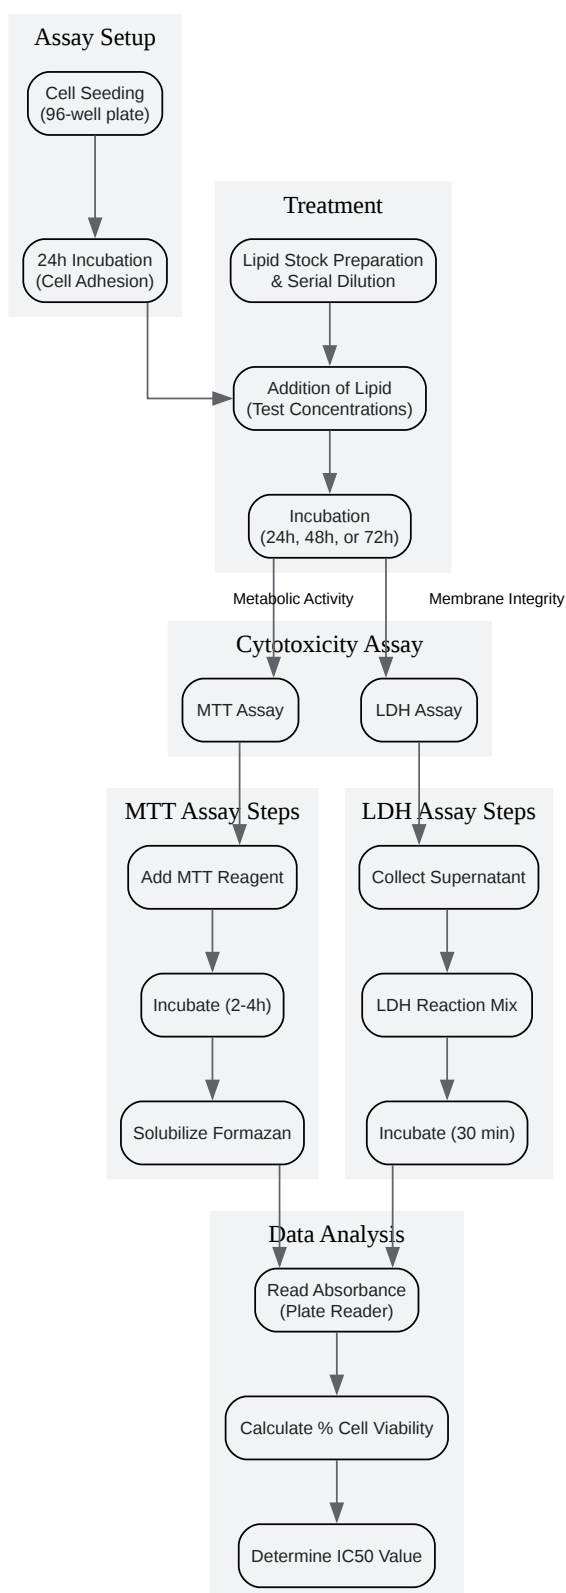 Assay Setup
Cell Seeding
(96-well plate)
24h Incubation
(Cell Adhesion)
Treatment
Lipid Stock Preparation
& Serial Dilution
Addition of Lipid
(Test Concentrations)
Incubation
(24h, 48h, or 72h)
Metabolic Activity
Membrane Integrity
Cytotoxicity Assay
MTT Assay
LDH Assay
MTT Assay Steps
Add MTT Reagent
Incubate (2-4h)
Solubilize Formazan
LDH Assay Steps
Collect Supernatant
LDH Reaction Mix
Incubate (30 min)
Data Analysis
Read Absorbance
(Plate Reader)
Calculate % Cell Viability
Determine IC50 Value